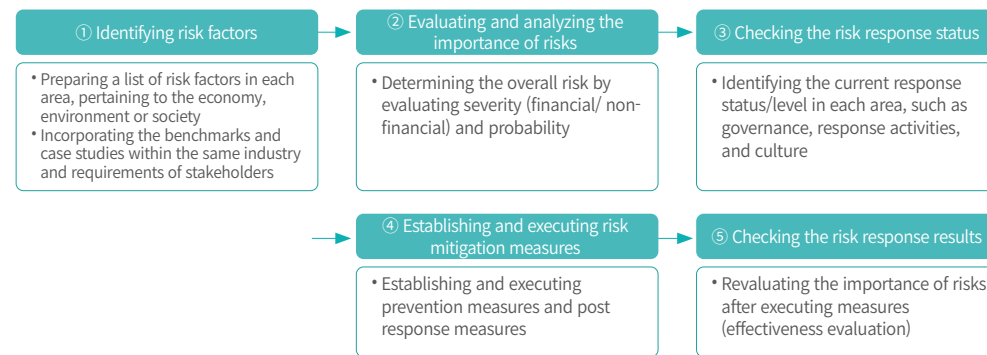 ① Identifying risk factors
• Preparing a list of risk factors in each
area, pertaining to the economy,
environment or society
• Incorporating the benchmarks and
case studies within the same industry
and requirements of stakeholders
② Evaluating and analyzing the
importance of risks
• Determining the overall risk by
evaluating severity (financial/ non-
financial) and probability
③ Checking the risk response status
• Identifying the current response
status/level in each area, such as
governance, response activities,
and culture
④ Establishing and executing risk
mitigation measures
• Establishing and executing
prevention measures and post
response measures
⑤ Checking the risk response results
• Revaluating the importance of risks
after executing measures
(effectiveness evaluation)